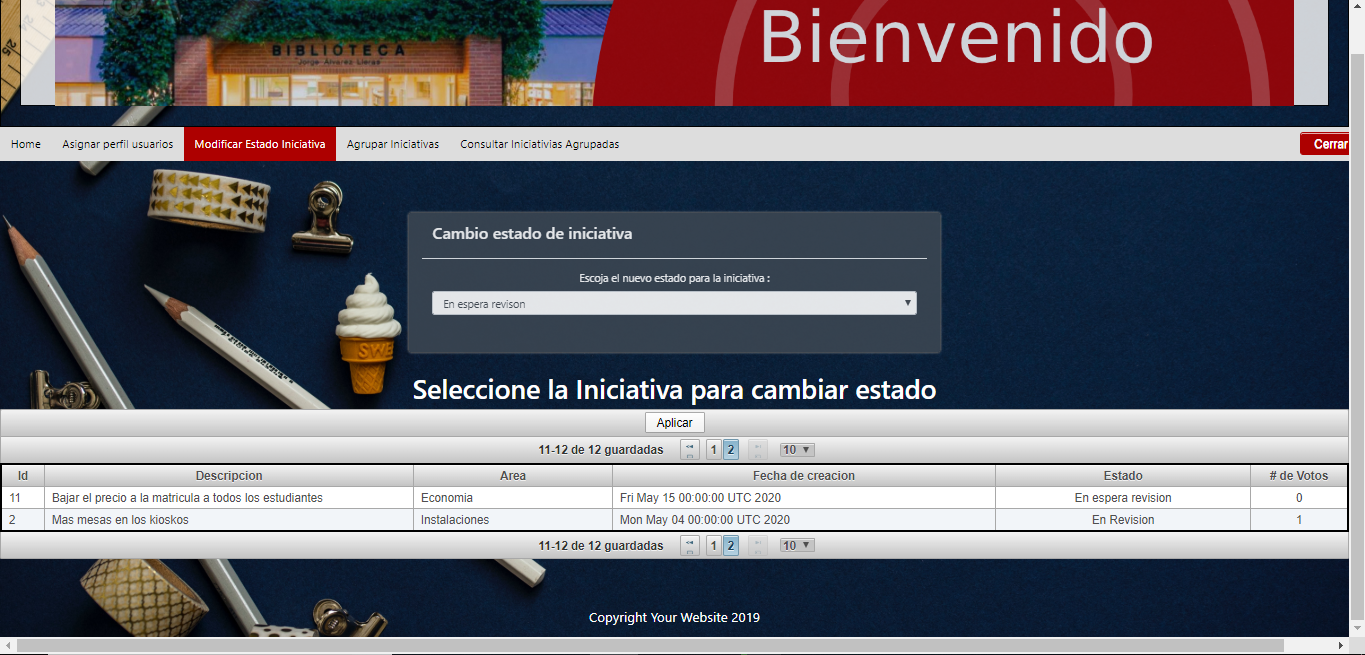 BIBLIOTECA
Jorge Álvarez Lleras
Bienvenido
Home Asignar perfil usuarios Modificar Estado Iniciativa Agrupar Iniciativas Consultar Iniciativias Agrupadas Cerrar
Cambio estado de iniciativa
Escoja el nuevo estado para la iniciativa :
En espera revison
SWE
Seleccione la Iniciativa para cambiar estado
Aplicar
11-12 de 12 guardadas 1 2 10
Id Descripcion Area Fecha de creacion Estado # de Votos
11 Bajar el precio a la matricula a todos los estudiantes Economia Fri May 15 00:00:00 UTC 2020 En espera revision 0
2 Mas mesas en los kioskos Instalaciones Mon May 04 00:00:00 UTC 2020 En Revision 1
11-12 de 12 guardadas 1 2 10
Copyright Your Website 2019